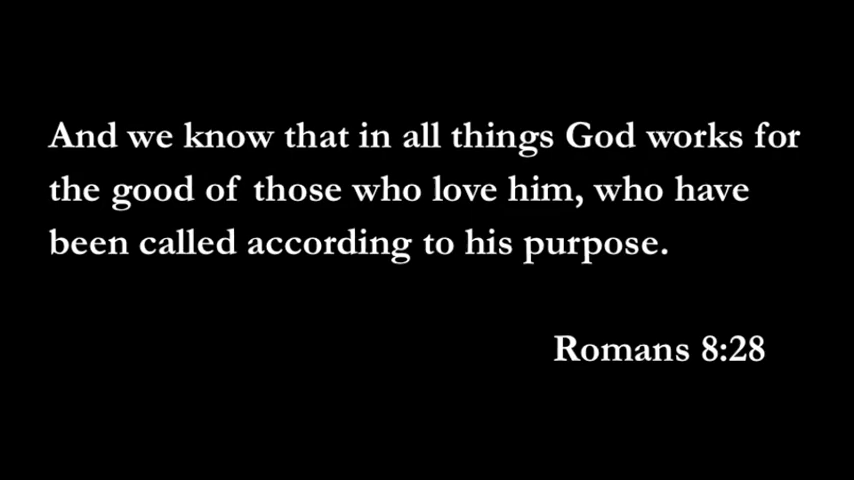 And we know that in all things God works for
the good of those who love him, who have
been called according to his purpose.
Romans 8:28